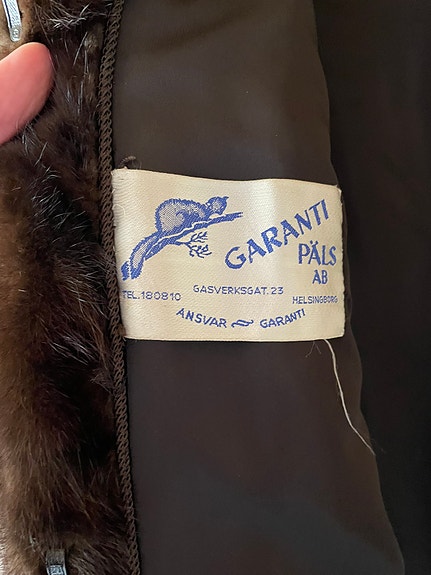 GARANTI
PÄLS
AB
TEL.180810 GASVERKSGAT.23 HELSINGBORG
ANSVAR GARANTI